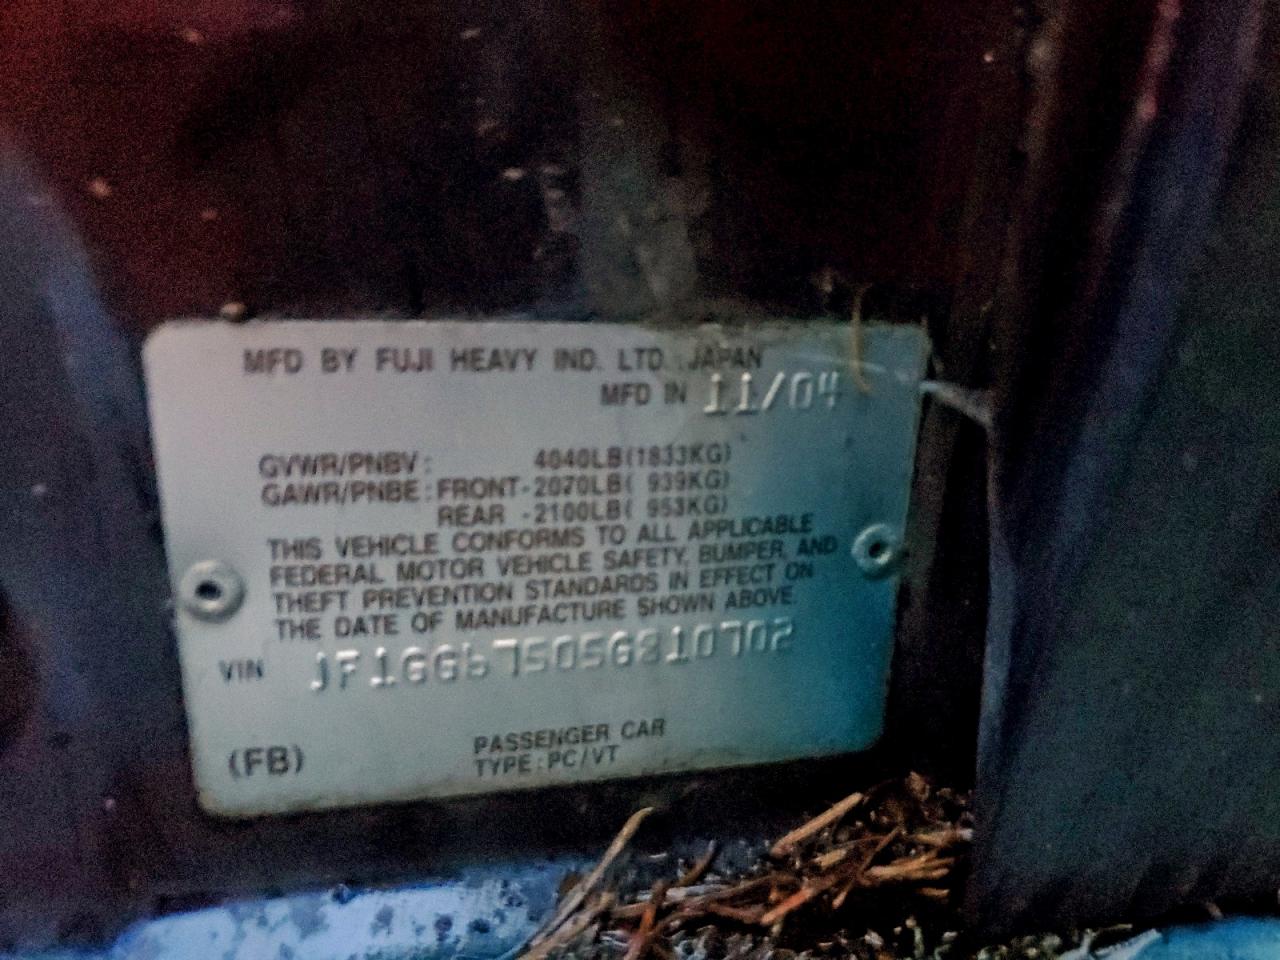 MFD BY FUJI HEAVY IND. LTD. JAPAN
MFD IN 11/04
GVWR/PNBV: 4040LB(1833KG)
GAWR/PNBE: FRONT-2070LB( 939KG)
REAR -2100LB( 953KG)
THIS VEHICLE CONFORMS TO ALL APPLICABLE
FEDERAL MOTOR VEHICLE SAFETY, BUMPER, AND
THEFT PREVENTION STANDARDS IN EFFECT ON
THE DATE OF MANUFACTURE SHOWN ABOVE
VIN
(FB)
PASSENGER CAR
TYPE:PC/VT